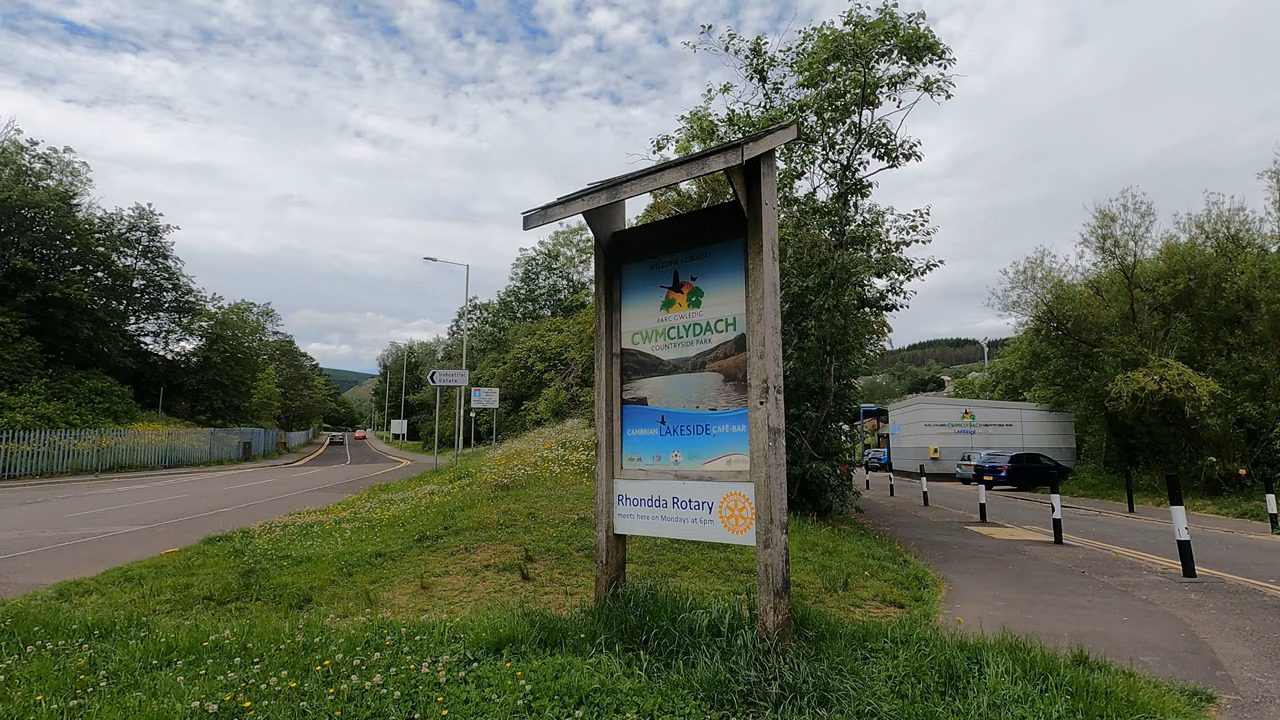 WELCOME / CROESO
PARC GWLEDIG
CWMCLYDACH
COUNTRYSIDE PARK
CAMBRIAN LAKESIDE CAFÉ-BAR
Rhondda Rotary
meets here on Mondays at 6pm
Industrial
Estate
CWMCLYDACH
LAKESIDE